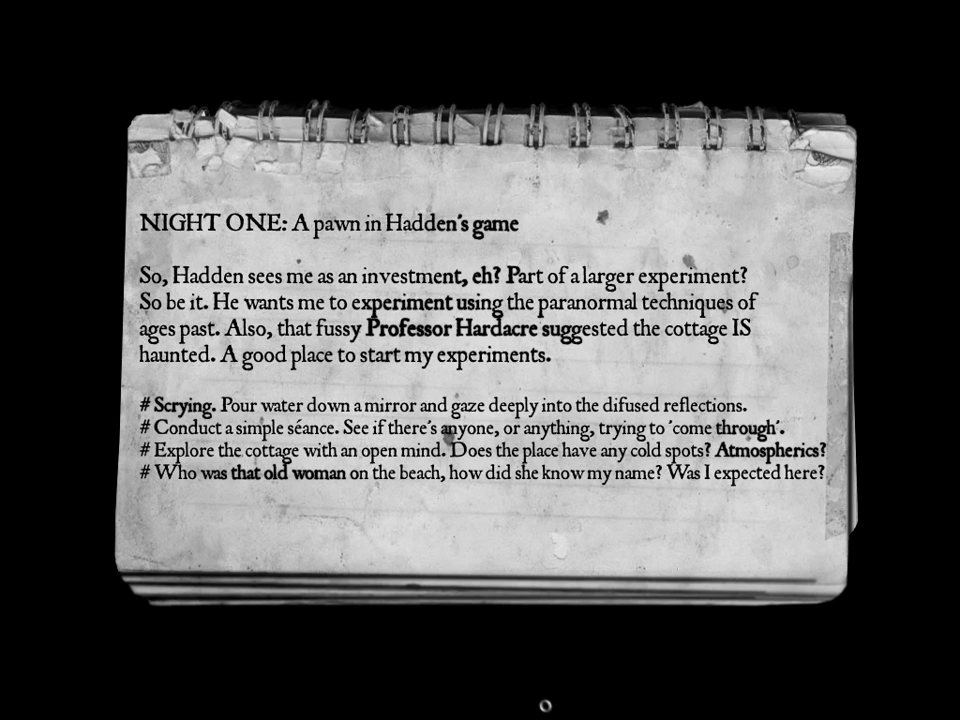 NIGHT ONE: A pawn in Hadden's game
So, Hadden sees me as an investment, eh? Part of a larger experiment?
So be it. He wants me to experiment using the paranormal techniques of
ages past. Also, that fussy Professor Hardacre suggested the cottage IS
haunted. A good place to start my experiments.
# Scrying. Pour water down a mirror and gaze deeply into the difused reflections.
# Conduct a simple séance. See if there's anyone, or anything, trying to 'come through'.
# Explore the cottage with an open mind. Does the place have any cold spots? Atmospherics?
# Who was that old woman on the beach, how did she know my name? Was I expected here?